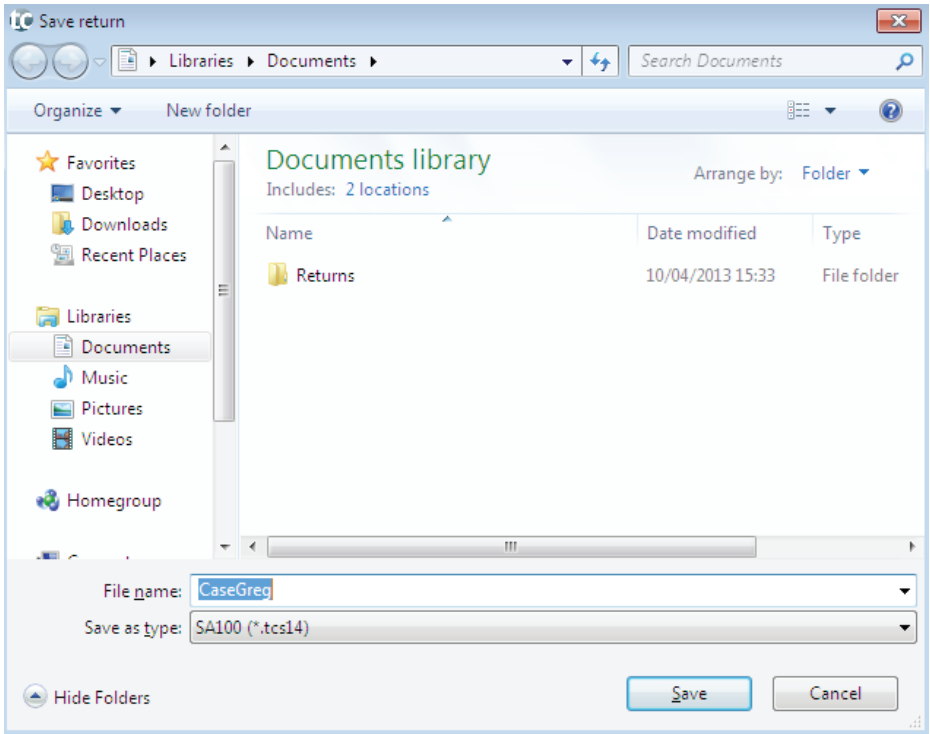 tc Save return
Libraries Documents
Search Documents
Organize New folder
Favorites
Desktop
Downloads
Recent Places
Libraries
Documents
Music
Pictures
Videos
Homegroup
Documents library
Includes: 2 locations
Arrange by: Folder
Name Date modified Type
Returns 10/04/2013 15:33 File folder
File name: CaseGreg
Save as type: SA100 (*.tcs14)
Hide Folders
Save Cancel